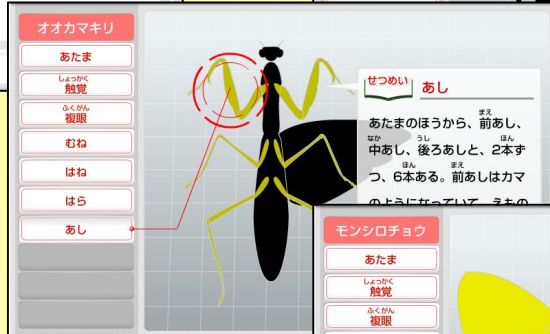 オオカマキリ
あたま
しょっかく
触覚
ふくがん
複眼
むね
はね
はら
あし
せつめい
あし
まえ
あたまのほうから、前あし、
なか うし ほん
中あし、後ろあしと、2本ず
ほん まえ
つ、6本ある。前あしはカマ
のようになっていて、えもの
モンシロチョウ
あたま
しょっかく
触覚
ふくがん
複眼